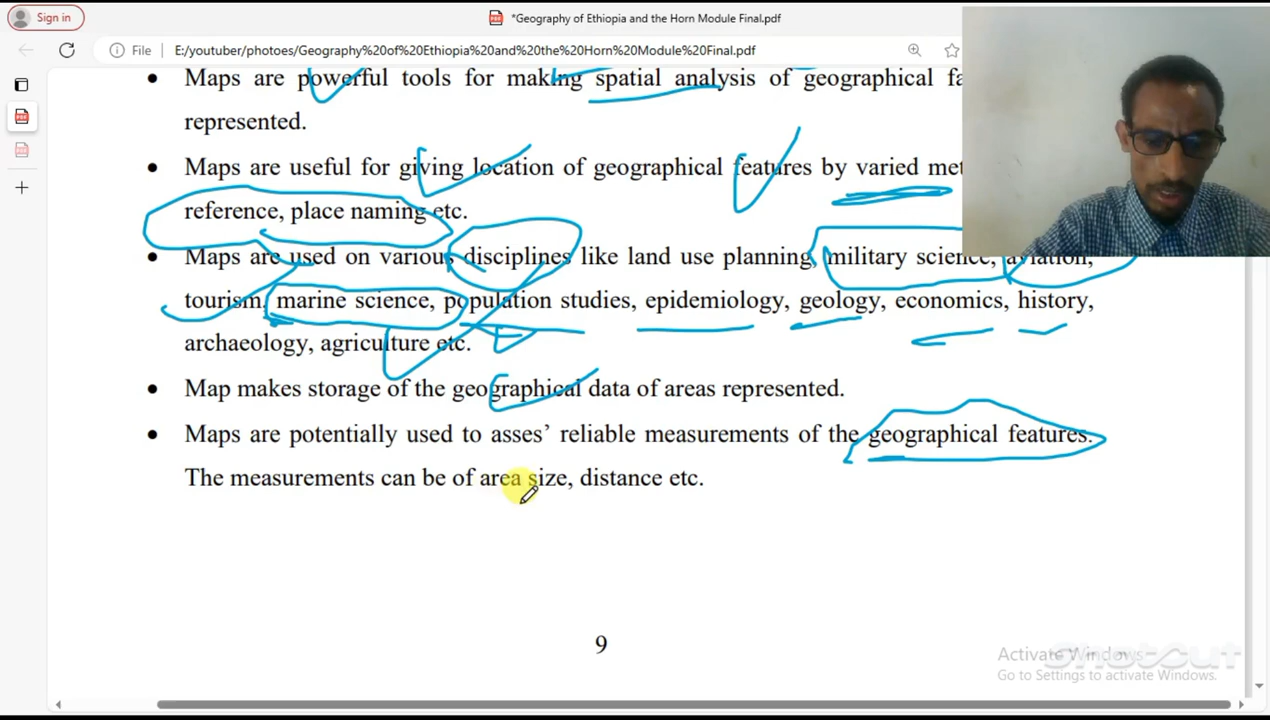 Sign in
*Geography of Ethiopia and the Horn Module Final.pdf
File
E:/youtuber/photoes/Geography%20of%20Ethiopia%20and%20the%20Horn%20Module%20Final.pdf
• Maps are powerful tools for making spatial analysis of geographical fa
represented.
• Maps are useful for giving location of geographical features by varied met
reference, place naming etc.
• Maps are used on various disciplines like land use planning, military science, aviation,
tourism, marine science, population studies, epidemiology, geology, economics, history,
archaeology, agriculture etc.
• Map makes storage of the geographical data of areas represented.
• Maps are potentially used to asses’ reliable measurements of the geographical features.
The measurements can be of area size, distance etc.
9
Activate Windows
Go to Settings to activate Windows.